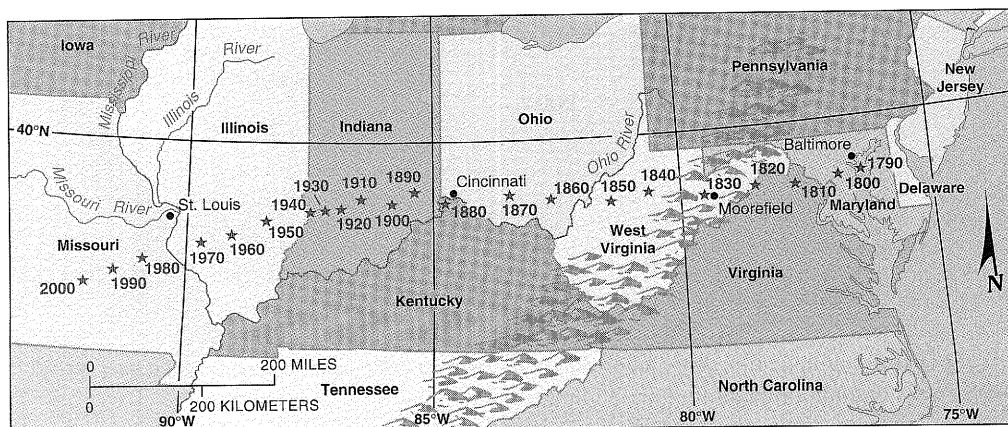 Iowa
Mississippi River
Illinois River
Missouri River
Pennsylvania
New
Jersey
40°N
Illinois
Indiana
Ohio
Ohio River
Baltimore
1790
1800
1810
1820
1830
1840
1850
1860
1870
1880
1890
1900
1910
1920
1930
1940
1950
1960
1970
1980
1990
2000
Delaware
Maryland
Cincinnati
Moorefield
St. Louis
West
Virginia
Missouri
Kentucky
Virginia
N
0
200 MILES
0
200 KILOMETERS
Tennessee
North Carolina
90°W
85°W
80°W
75°W